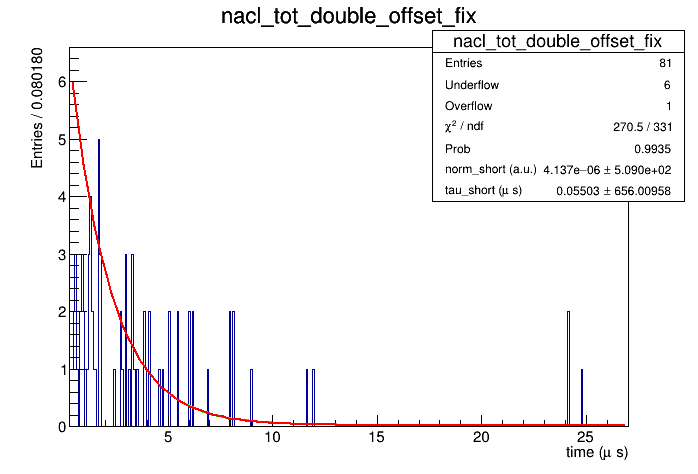 nacl_tot_double_offset_fix
nacl_tot_double_offset_fix
Entries 81
Underflow 6
Overflow 1
χ² / ndf 270.5 / 331
Prob 0.9935
norm_short (a.u.) 4.137e−06 ± 5.090e+02
tau_short (μ s) 0.05503 ± 656.00958
Entries / 0.080180
6
5
4
3
2
1
0
5 10 15 20 25
time (μ s)